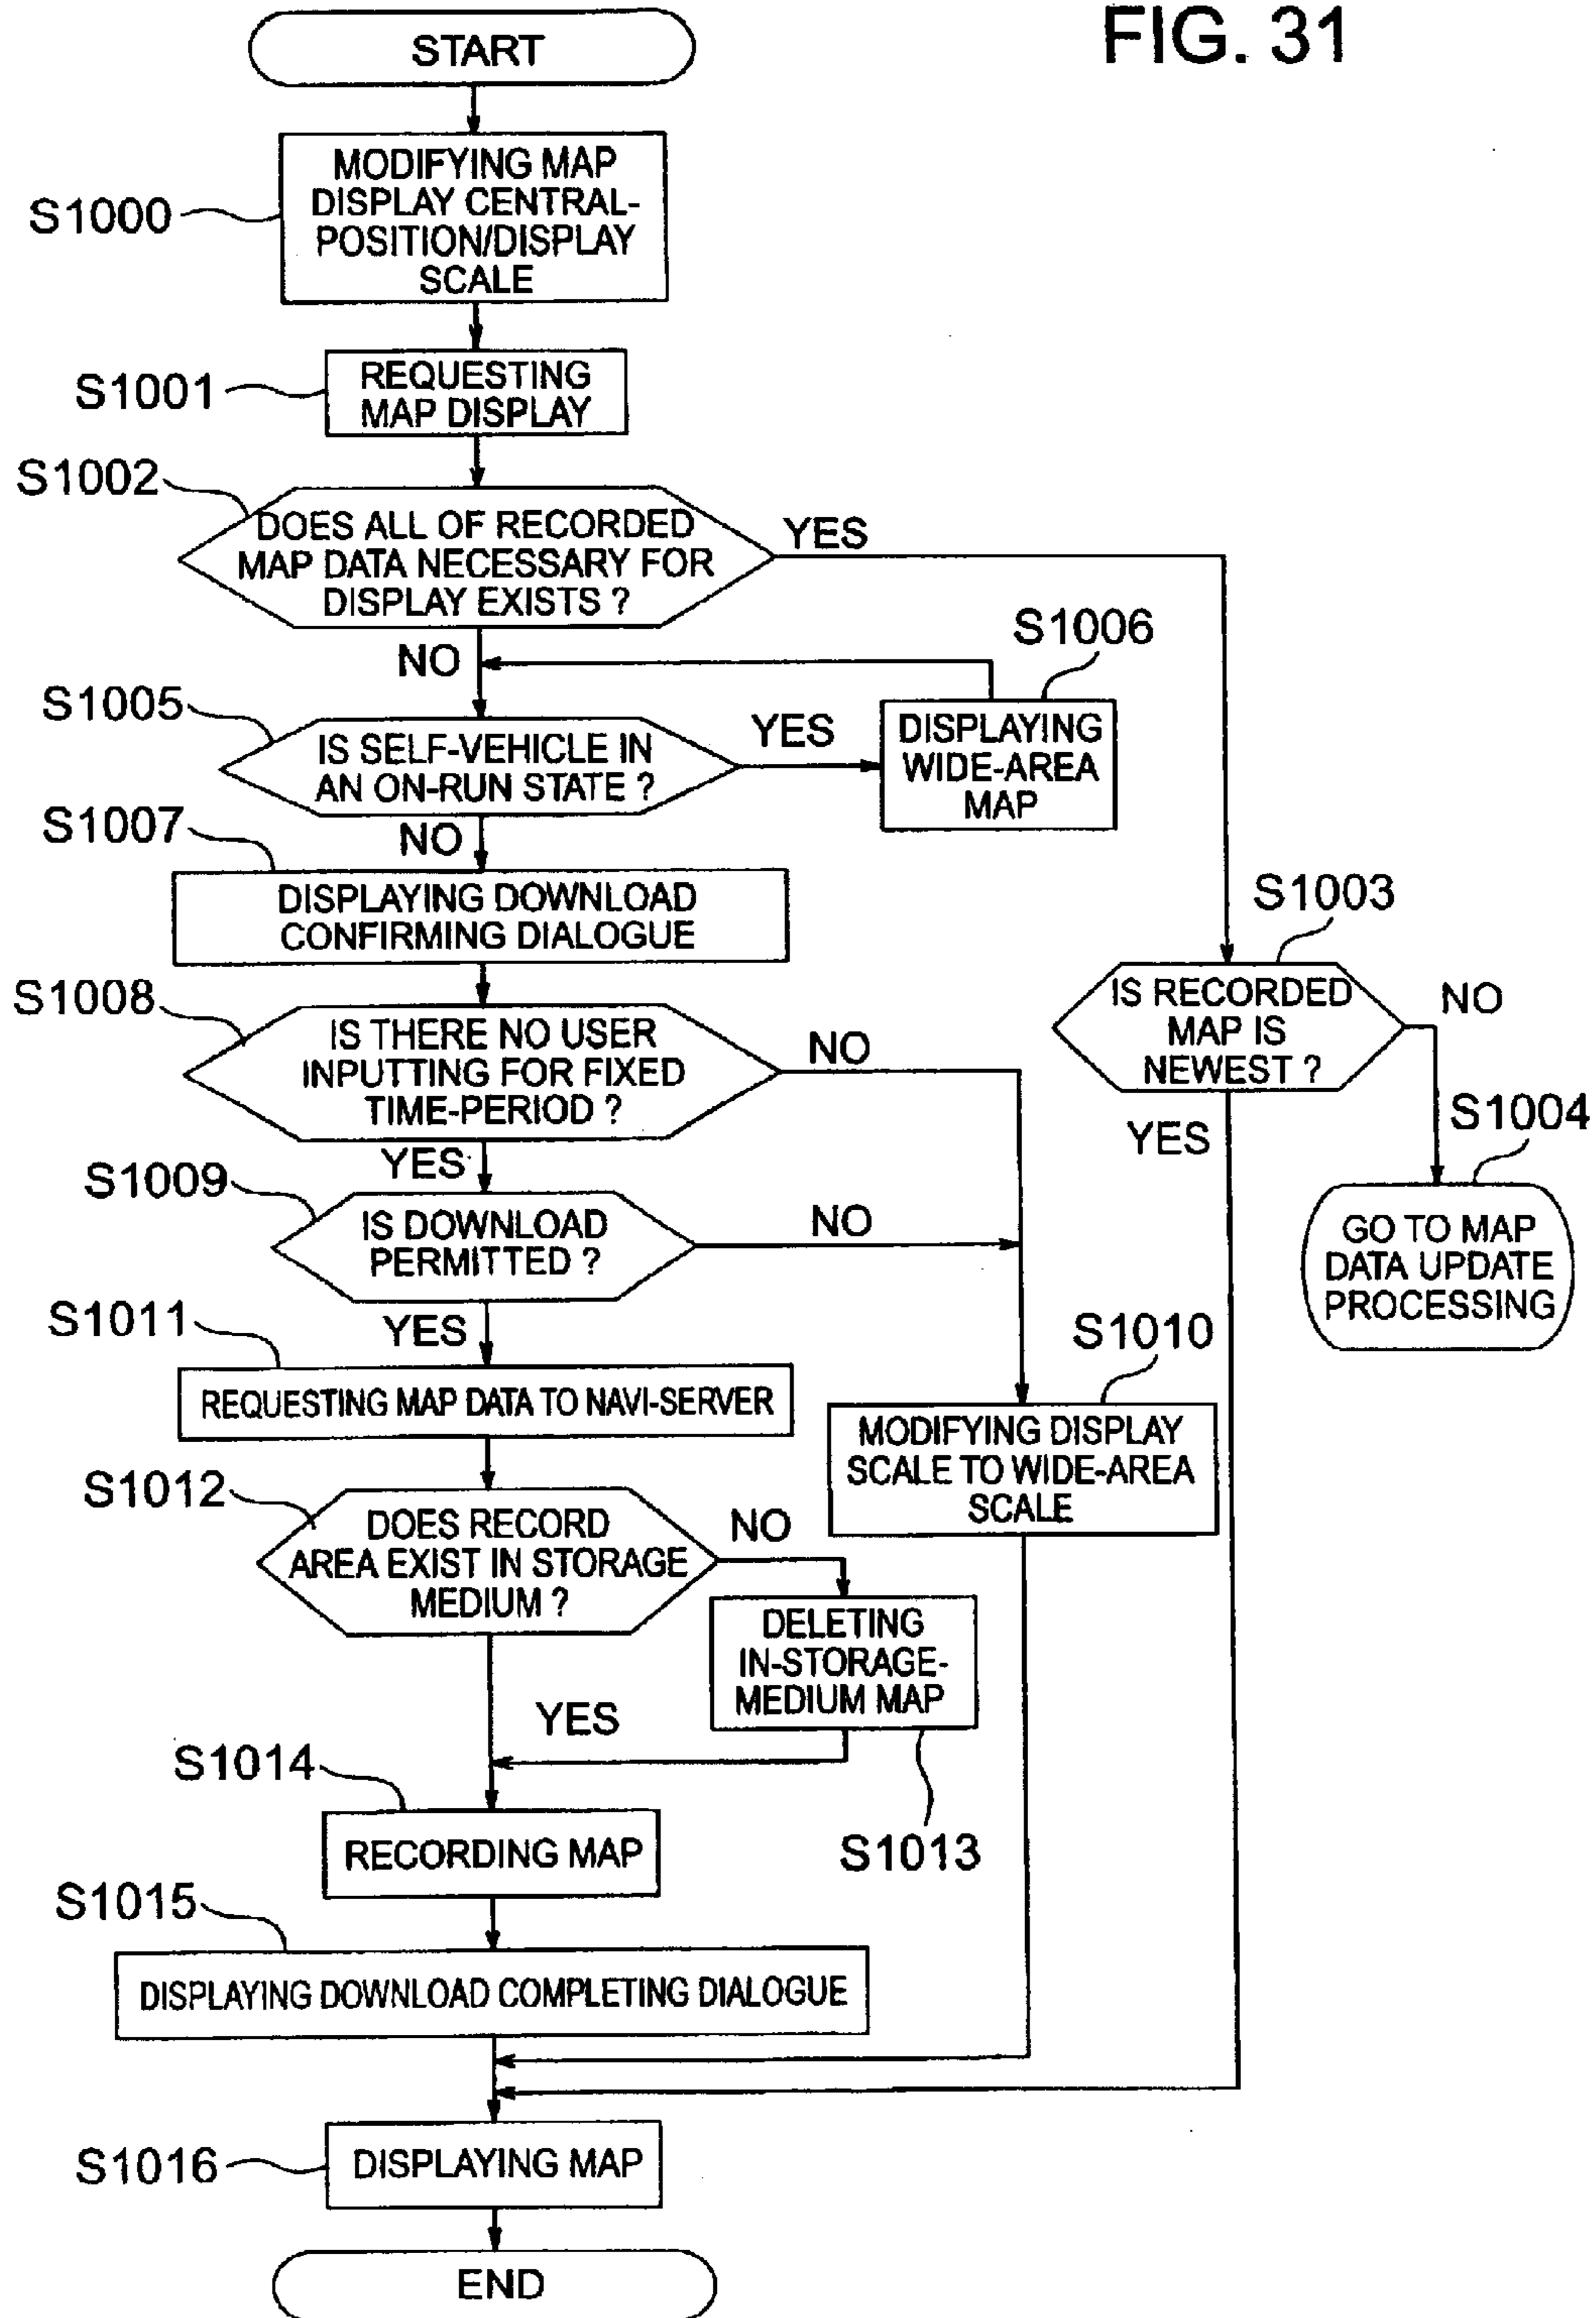 FIG. 31
START
S1000
MODIFYING MAP
DISPLAY CENTRAL-
POSITION/DISPLAY
SCALE
S1001
REQUESTING
MAP DISPLAY
S1002
DOES ALL OF RECORDED
MAP DATA NECESSARY FOR
DISPLAY EXISTS ?
YES
NO
S1006
S1005
IS SELF-VEHICLE IN
AN ON-RUN STATE ?
YES
DISPLAYING
WIDE-AREA
MAP
NO
S1007
DISPLAYING DOWNLOAD
CONFIRMING DIALOGUE
S1003
IS RECORDED
MAP IS
NEWEST ?
NO
YES
S1004
GO TO MAP
DATA UPDATE
PROCESSING
S1008
IS THERE NO USER
INPUTTING FOR FIXED
TIME-PERIOD ?
NO
YES
S1009
IS DOWNLOAD
PERMITTED ?
NO
YES
S1011
REQUESTING MAP DATA TO NAVI-SERVER
S1010
MODIFYING DISPLAY
SCALE TO WIDE-AREA
SCALE
S1012
DOES RECORD
AREA EXIST IN STORAGE
MEDIUM ?
NO
DELETING
IN-STORAGE-
MEDIUM MAP
YES
S1013
S1014
RECORDING MAP
S1015
DISPLAYING DOWNLOAD COMPLETING DIALOGUE
S1016
DISPLAYING MAP
END